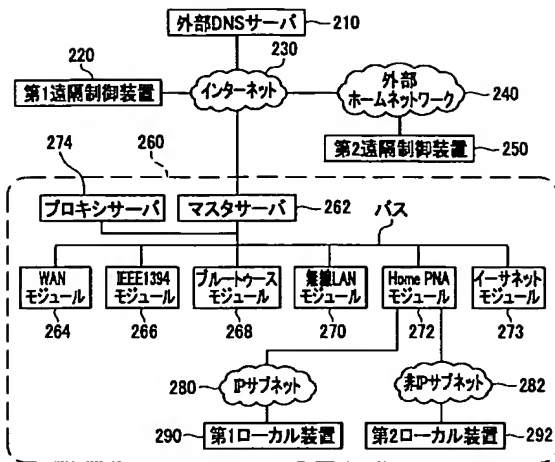 外部DNSサーバ
210
220
230
インターネット
第1遠隔制御装置
外部
ホームネットワーク
240
第2遠隔制御装置
250
274
260
プロキシサーバ
マスタサーバ
262
バス
WAN
モジュール
IEEE1394
モジュール
ブルートゥース
モジュール
無線LAN
モジュール
Home PNA
モジュール
イーサネット
モジュール
264
266
268
270
272
273
280
IPサブネット
非IPサブネット
282
290
第1ローカル装置
第2ローカル装置
292